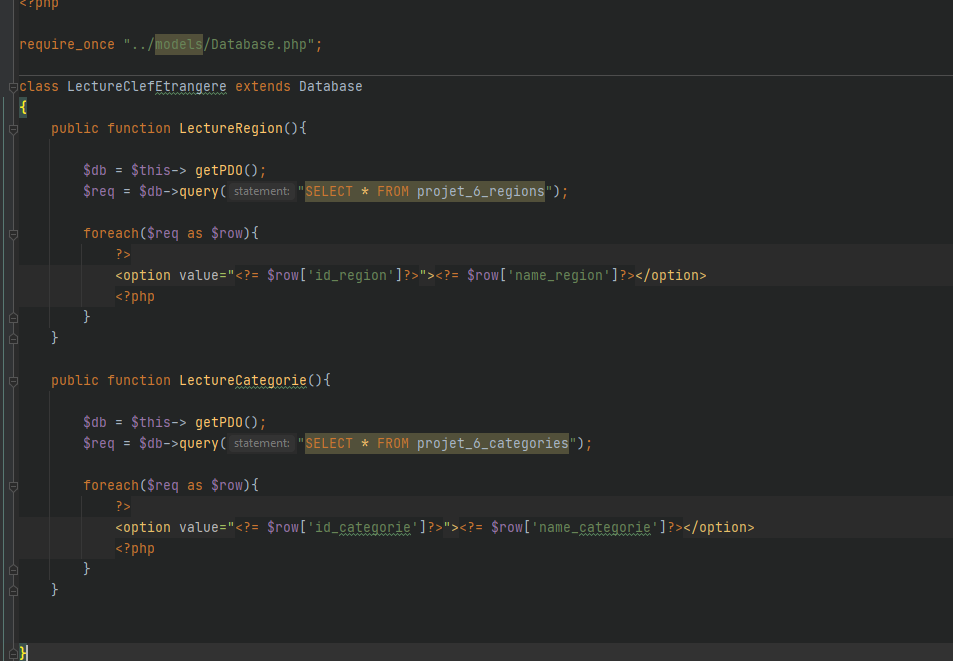 <?php
require_once "../models/Database.php";
class LectureClefEtrangere extends Database
{
public function LectureRegion(){
$db = $this-> getPDO();
$req = $db->query( statement: "SELECT * FROM projet_6_regions");
foreach($req as $row){
?>
<option value="<?= $row['id_region']?>"><?= $row['name_region']?></option>
<?php
}
}
public function LectureCategorie(){
$db = $this-> getPDO();
$req = $db->query( statement: "SELECT * FROM projet_6_categories");
foreach($req as $row){
?>
<option value="<?= $row['id_categorie']?>"><?= $row['name_categorie']?></option>
<?php
}
}
}